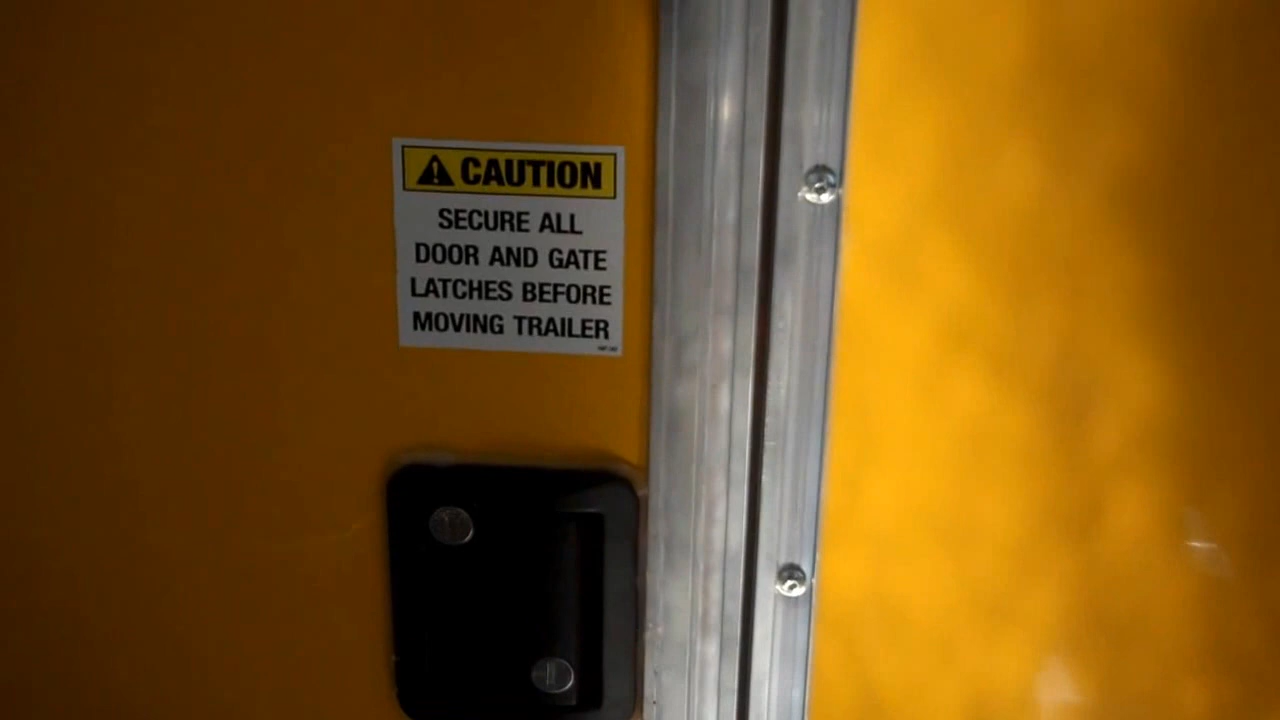 CAUTION
SECURE ALL
DOOR AND GATE
LATCHES BEFORE
MOVING TRAILER